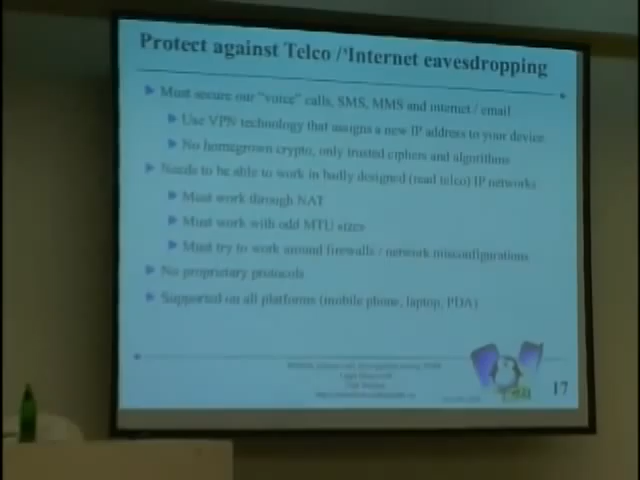 Protect against Telco / Internet eavesdropping
Must secure our "voice" calls, SMS, MMS and internet / email
Use VPN technology that assigns a new IP address to your device
No homegrown crypto, only trusted ciphers and algorithms
Needs to be able to work in badly designed (read telco) IP networks
Must work through NAT
Must work with odd MTU sizes
Must try to work around firewalls / network misconfigurations
No proprietary protocols
Supported on all platforms (mobile phone, laptop, PDA)
17